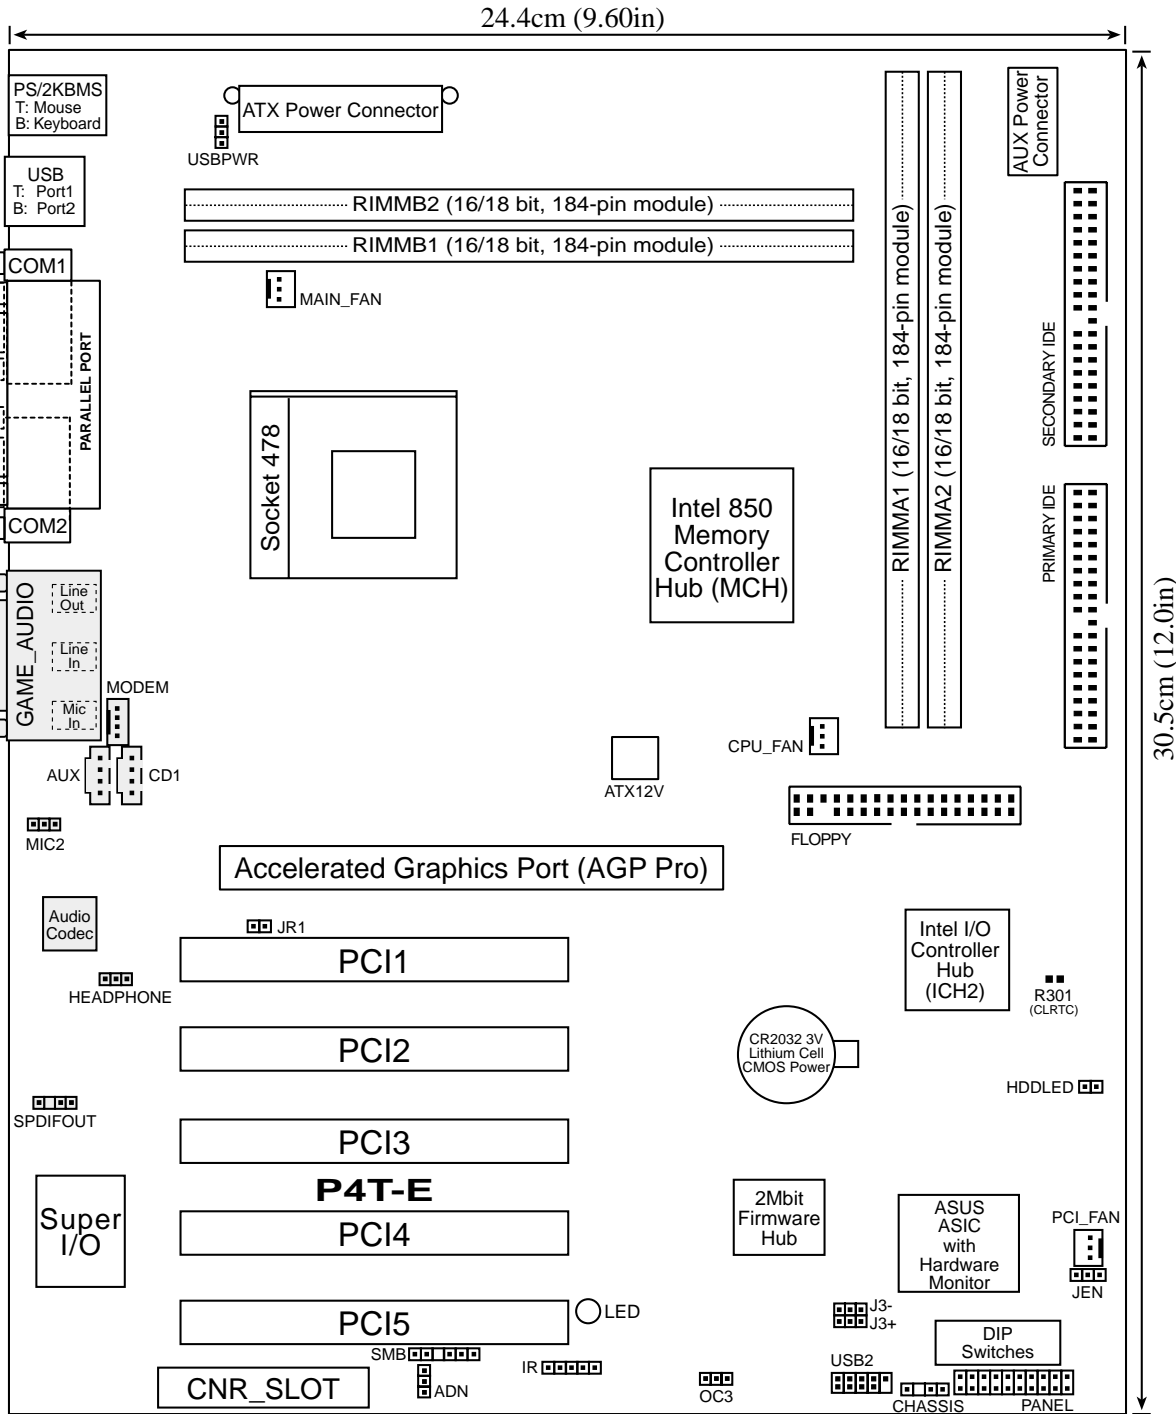 24.4cm (9.60in)
PS/2KBMS
T: Mouse
B: Keyboard
ATX Power Connector
USBPWR
AUX Power
Connector
USB
T: Port1
B: Port2
RIMMB2 (16/18 bit, 184-pin module)
RIMMB1 (16/18 bit, 184-pin module)
COM1
MAIN_FAN
PARALLEL PORT
COM2
Socket 478
Intel 850
Memory
Controller
Hub (MCH)
RIMMA1 (16/18 bit, 184-pin module)
RIMMA2 (16/18 bit, 184-pin module)
SECONDARY IDE
PRIMARY IDE
30.5cm (12.0in)
GAME_AUDIO
Line
Out
Line
In
Mic
In
MODEM
AUX
CD1
MIC2
CPU_FAN
ATX12V
FLOPPY
Accelerated Graphics Port (AGP Pro)
Audio
Codec
JR1
PCI1
HEADPHONE
Intel I/O
Controller
Hub
(ICH2)
R301
(CLRTC)
PCI2
CR2032 3V
Lithium Cell
CMOS Power
HDDLED
SPDIFOUT
PCI3
P4T-E
Super
I/O
PCI4
2Mbit
Firmware
Hub
ASUS
ASIC
with
Hardware
Monitor
PCI_FAN
JEN
PCI5
LED
J3-
J3+
DIP
Switches
SMB
IR
ADN
CNR_SLOT
OC3
USB2
CHASSIS
PANEL